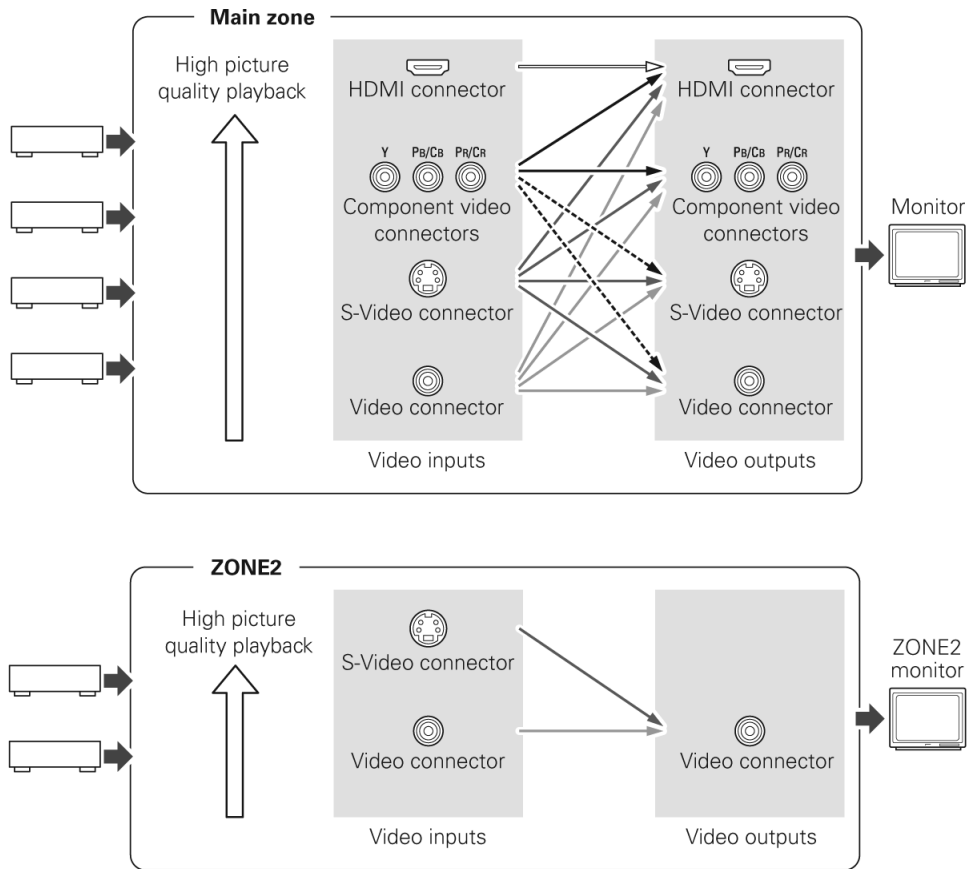 Main zone
High picture
quality playback
HDMI connector
HDMI connector
Y PB/CB PR/CR
Y PB/CB PR/CR
Component video
connectors
Component video
connectors
Monitor
S-Video connector
S-Video connector
Video connector
Video connector
Video inputs
Video outputs
ZONE2
High picture
quality playback
S-Video connector
ZONE2
monitor
Video connector
Video connector
Video inputs
Video outputs